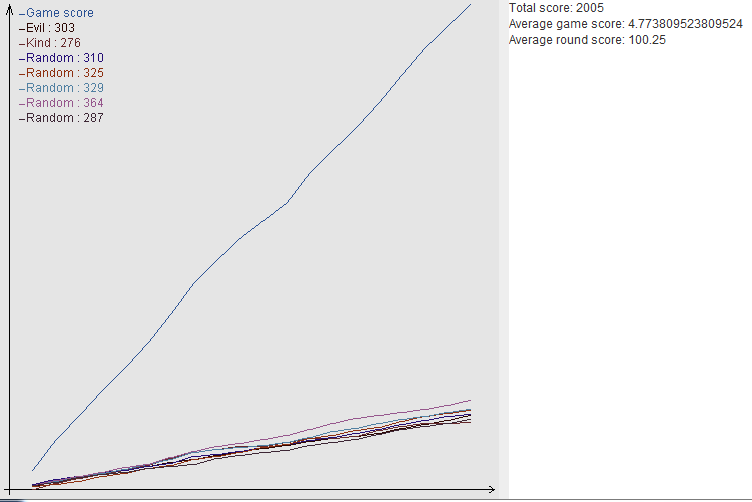 Game score
Evil : 303
Kind : 276
Random : 310
Random : 325
Random : 329
Random : 364
Random : 287
Total score: 2005
Average game score: 4.773809523809524
Average round score: 100.25